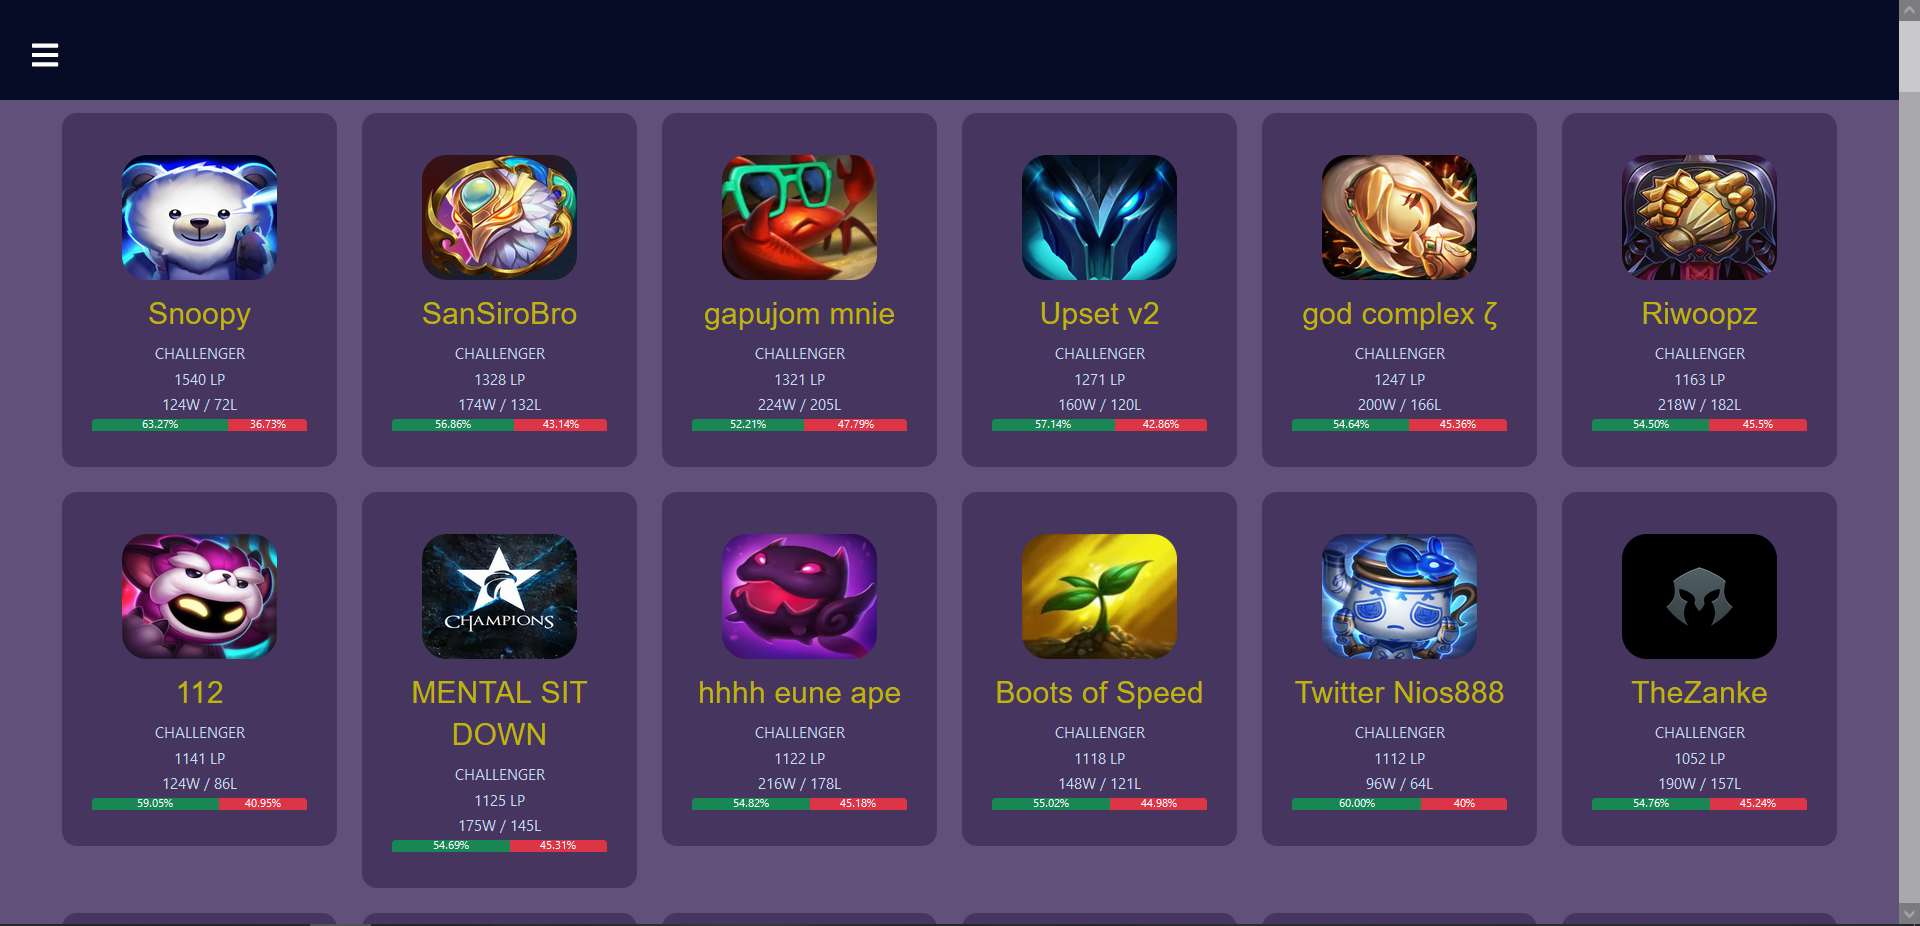 Snoopy
CHALLENGER
1540 LP
124W / 72L
63.27% 36.73%
SanSiroBro
CHALLENGER
1328 LP
174W / 132L
56.86% 43.14%
gapujom mnie
CHALLENGER
1321 LP
224W / 205L
52.21% 47.79%
Upset v2
CHALLENGER
1271 LP
160W / 120L
57.14% 42.86%
god complex ζ
CHALLENGER
1247 LP
200W / 166L
54.64% 45.36%
Riwoopz
CHALLENGER
1163 LP
218W / 182L
54.50% 45.5%
112
CHALLENGER
1141 LP
124W / 86L
59.05% 40.95%
CHAMPIONS
MENTAL SIT
DOWN
CHALLENGER
1125 LP
175W / 145L
54.69% 45.31%
hhhh eune ape
CHALLENGER
1122 LP
216W / 178L
54.82% 45.18%
Boots of Speed
CHALLENGER
1118 LP
148W / 121L
55.02% 44.98%
Twitter Nios888
CHALLENGER
1112 LP
96W / 64L
60.00% 40%
TheZanke
CHALLENGER
1052 LP
190W / 157L
54.76% 45.24%